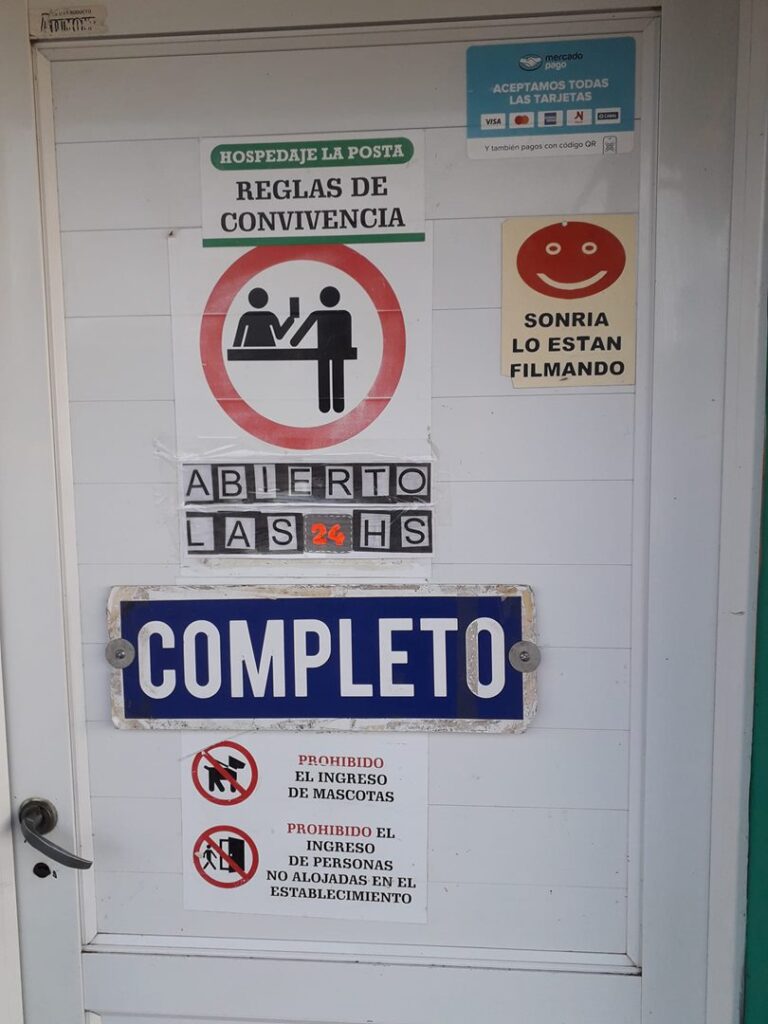 mercado
pago
ACEPTAMOS TODAS
LAS TARJETAS
VISA
Y también pagos con código QR
HOSPEDAJE LA POSTA
REGLAS DE
CONVIVENCIA
SONRIA
LO ESTAN
FILMANDO
ABIERTO
LAS 24 HS
COMPLETO
PROHIBIDO
EL INGRESO
DE MASCOTAS
PROHIBIDO EL
INGRESO
DE PERSONAS
NO ALOJADAS EN EL
ESTABLECIMIENTO